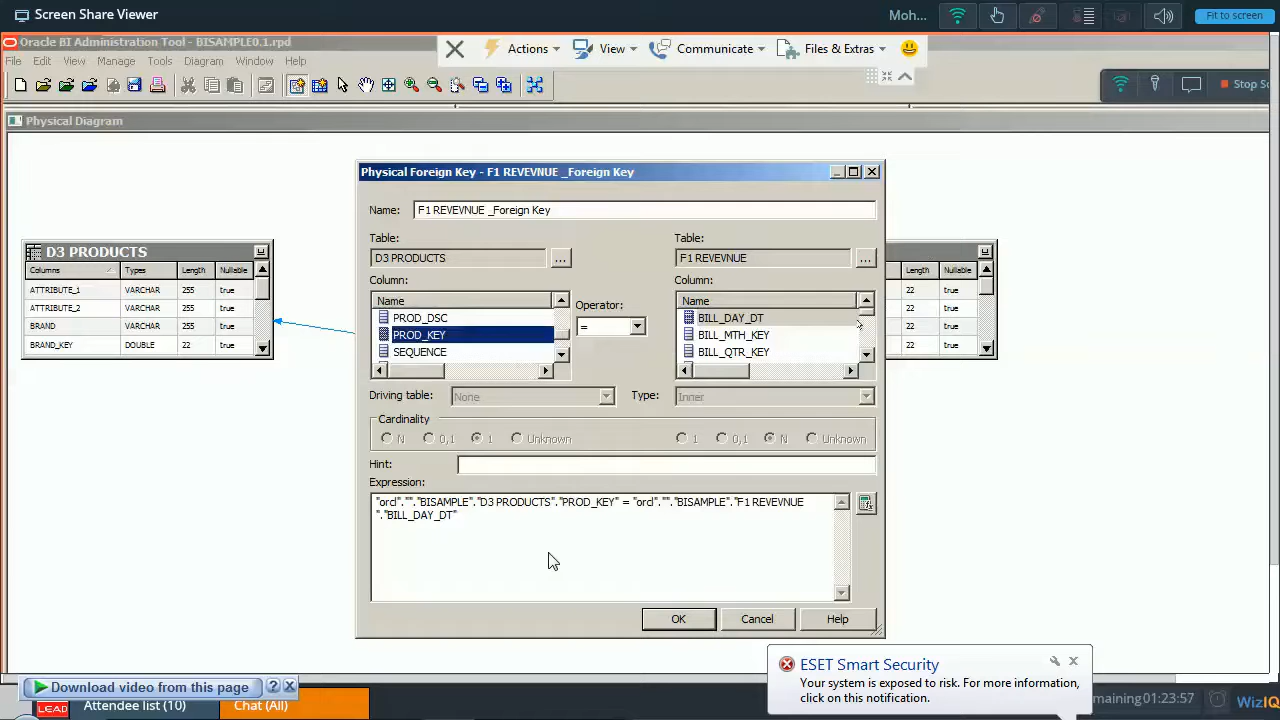 Screen Share Viewer
Moh...
Fit to screen
Oracle BI Administration Tool - BISAMPLE0.1.rpd
Actions
View
Communicate
Files & Extras
File Edit View Manage Tools Diagram Window Help
Stop Sc
Physical Diagram
Physical Foreign Key - F1 REVEVNUE _Foreign Key
Name: F1 REVEVNUE _Foreign Key
Table:
Table:
D3 PRODUCTS
...
F1 REVEVNUE
...
Column:
Column:
Name
Operator:
Name
PROD_DSC
PROD_KEY
SEQUENCE
=
BILL_DAY_DT
BILL_MTH_KEY
BILL_QTR_KEY
Driving table: None
Type: Inner
Cardinality
N 0,1 1 Unknown
1 0,1 N Unknown
Hint:
Expression:
"orcl".""."BISAMPLE"."D3 PRODUCTS"."PROD_KEY" = "orcl".""."BISAMPLE"."F1 REVEVNUE
"."BILL_DAY_DT"
OK
Cancel
Help
D3 PRODUCTS
Columns Types Length Nullable
ATTRIBUTE_1 VARCHAR 255 true
ATTRIBUTE_2 VARCHAR 255 true
BRAND VARCHAR 255 true
BRAND_KEY DOUBLE 22 true
Length Nullable
22 true
22 true
22 true
22 true
ESET Smart Security
Your system is exposed to risk. For more information,
click on this notification.
Download video from this page
?
LEAD
Attendee list (10)
Chat (All)
maining 01:23:57
WizIQ